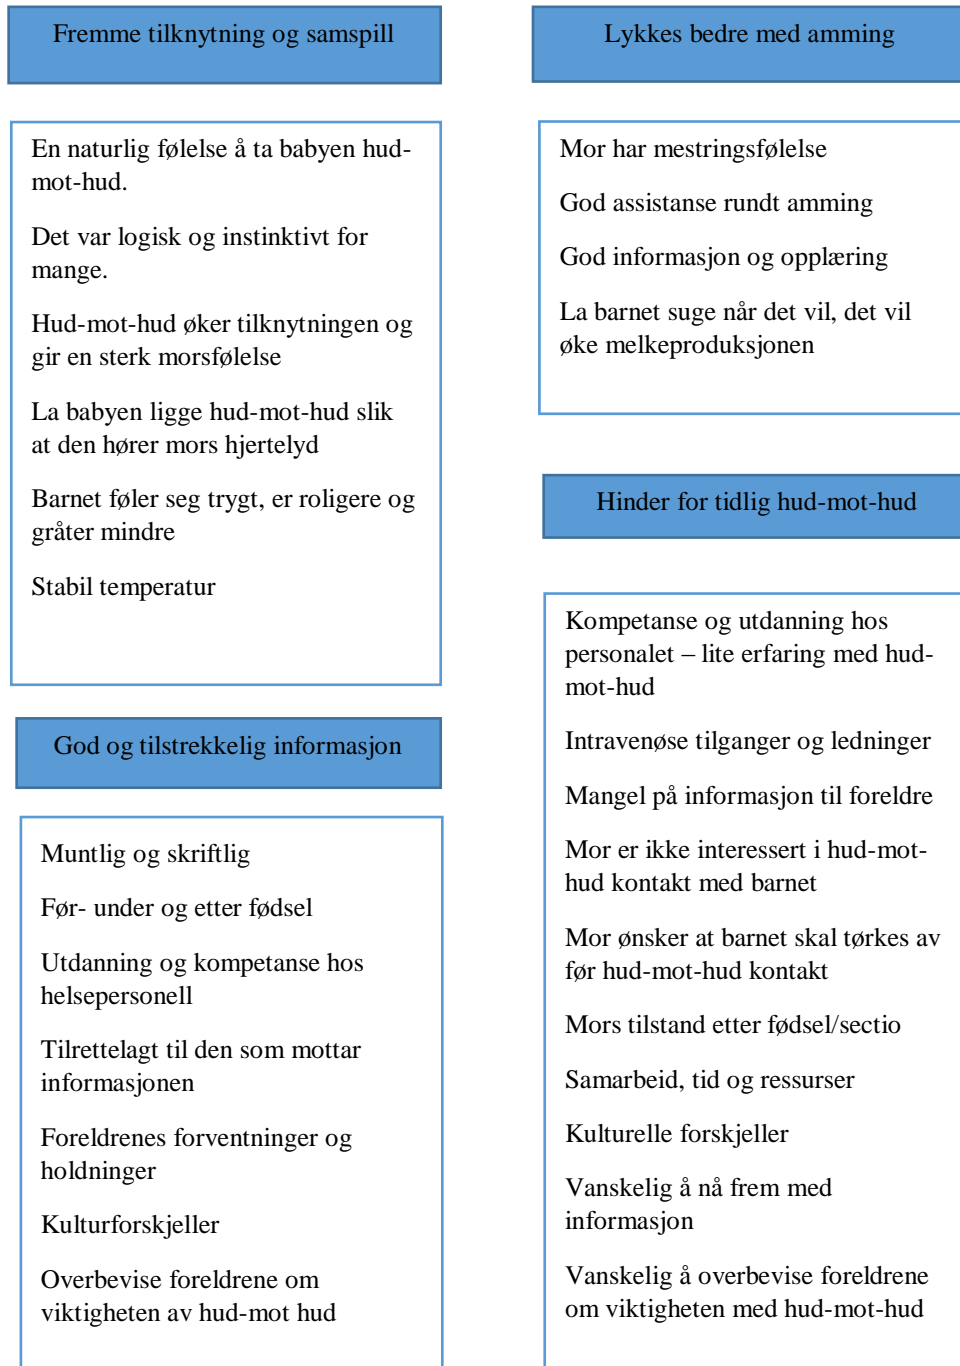 Fremme tilknytning og samspill
En naturlig følelse å ta babyen hud-
mot-hud.
Det var logisk og instinktivt for
mange.
Hud-mot-hud øker tilknytningen og
gir en sterk morsfølelse
La babyen ligge hud-mot-hud slik
at den hører mors hjertelyd
Barnet føler seg trygt, er roligere og
gråter mindre
Stabil temperatur
God og tilstrekkelig informasjon
Muntlig og skriftlig
Før- under og etter fødsel
Utdanning og kompetanse hos
helsepersonell
Tilrettelagt til den som mottar
informasjonen
Foreldrenes forventninger og
holdninger
Kulturforskjeller
Overbevise foreldrene om
viktigheten av hud-mot hud
Lykkes bedre med amming
Mor har mestringsfølelse
God assistanse rundt amming
God informasjon og opplæring
La barnet suge når det vil, det vil
øke melkeproduksjonen
Hinder for tidlig hud-mot-hud
Kompetanse og utdanning hos
personalet – lite erfaring med hud-
mot-hud
Intravenøse tilganger og ledninger
Mangel på informasjon til foreldre
Mor er ikke interessert i hud-mot-
hud kontakt med barnet
Mor ønsker at barnet skal tørkes av
før hud-mot-hud kontakt
Mors tilstand etter fødsel/sectio
Samarbeid, tid og ressurser
Kulturelle forskjeller
Vanskelig å nå frem med
informasjon
Vanskelig å overbevise foreldrene
om viktigheten med hud-mot-hud